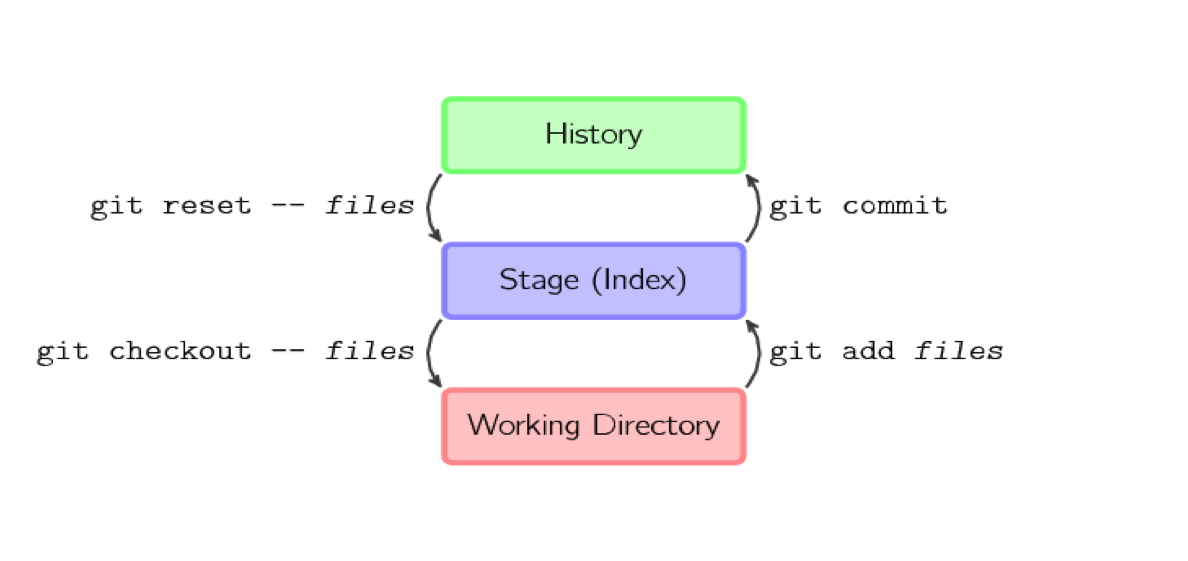 History
git reset -- files
git commit
Stage (Index)
git checkout -- files
git add files
Working Directory